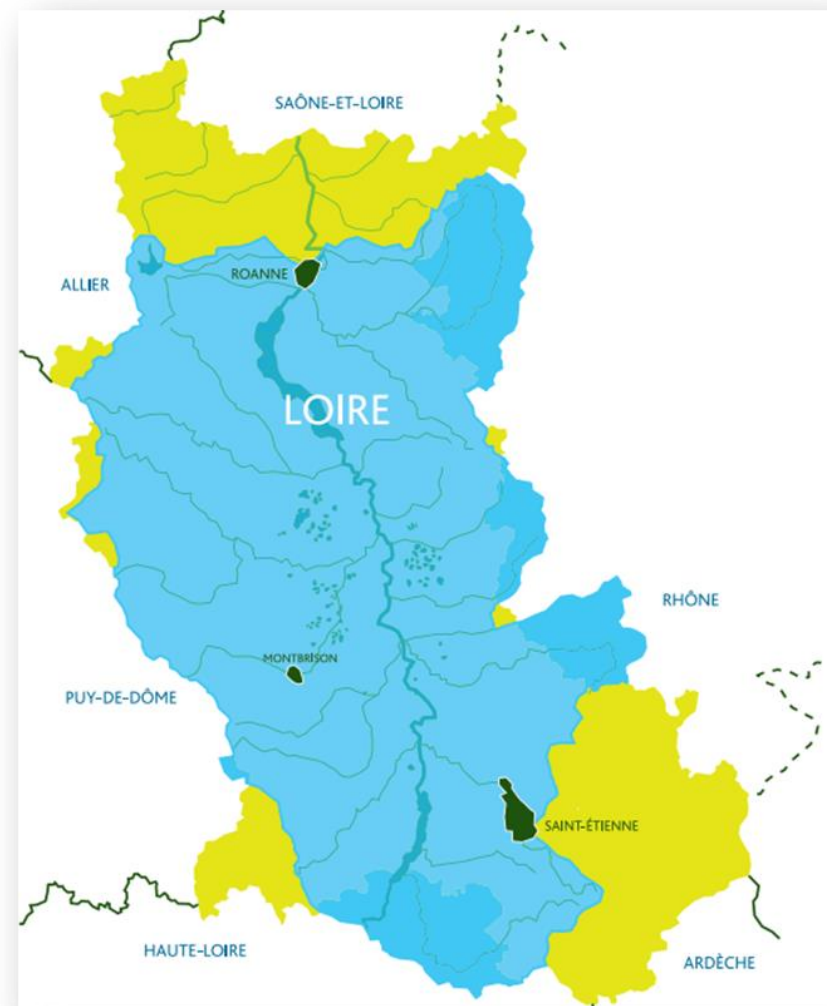 SAÔNE-ET-LOIRE
ROANNE
ALLIER
LOIRE
RHÔNE
MONTBRISON
PUY-DE-DÔME
SAINT-ÉTIENNE
HAUTE-LOIRE
ARDÈCHE